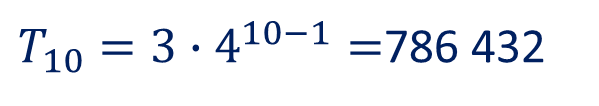 T₁₀ = 3 · 4¹⁰⁻¹ =786 432